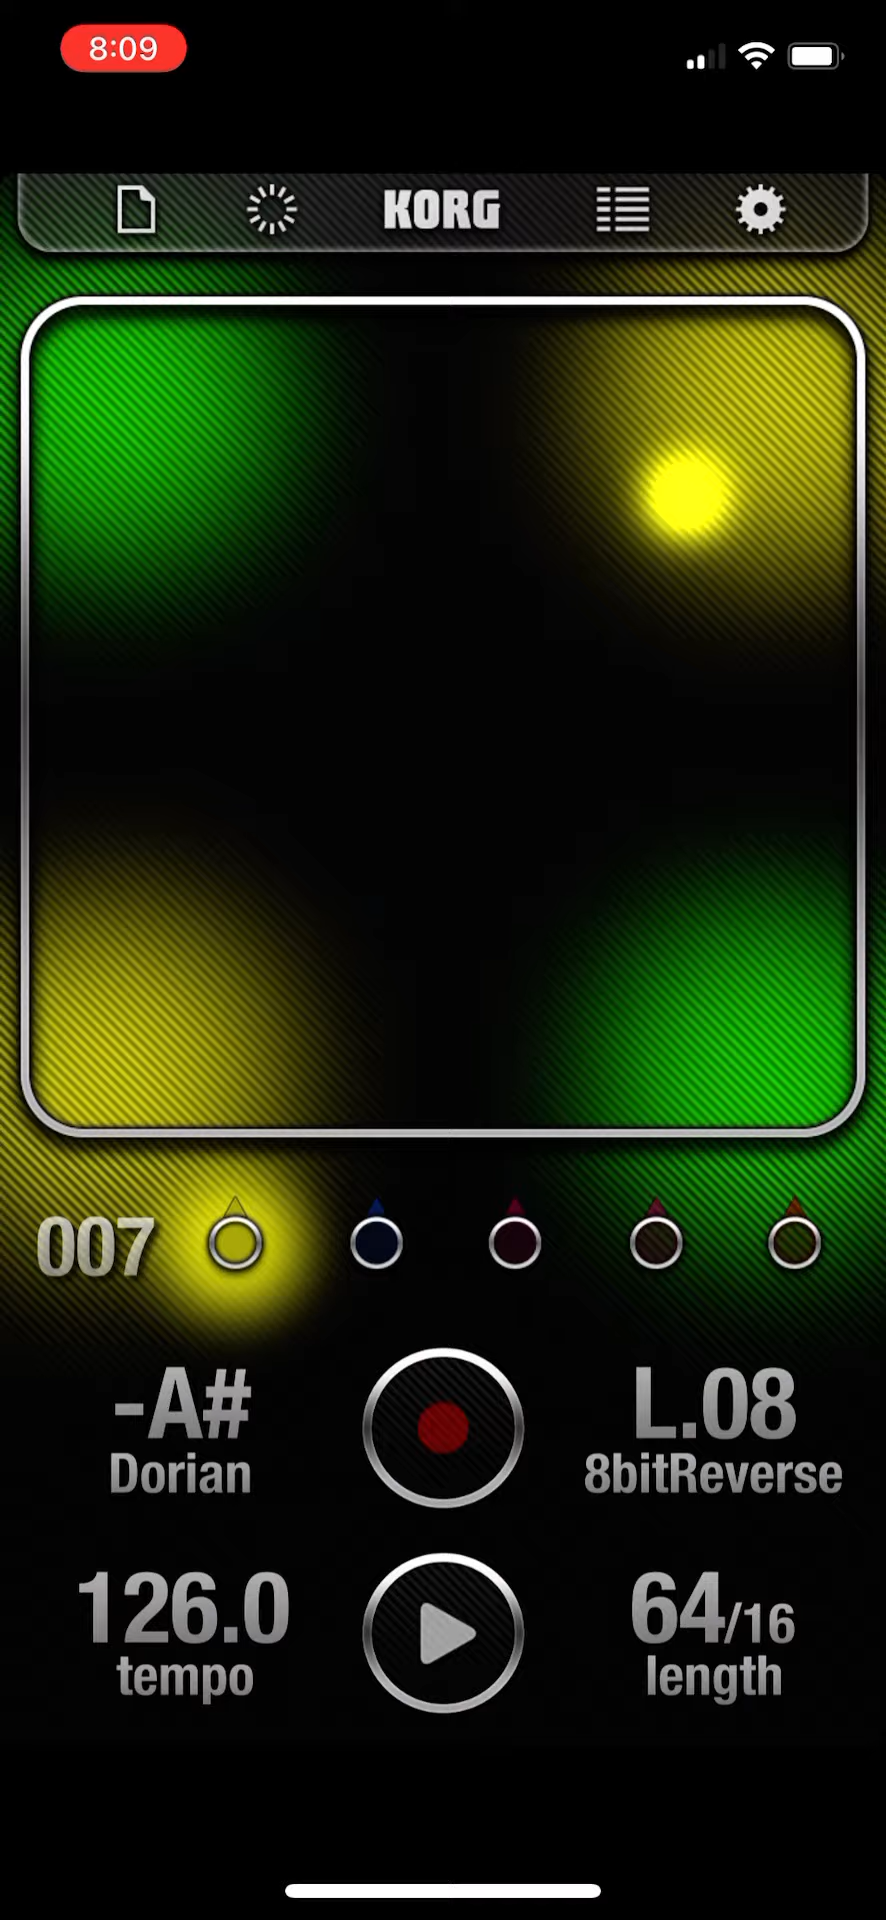 8:09
KORG
007
-A#
Dorian
L.08
8bitReverse
126.0
tempo
64/16
length